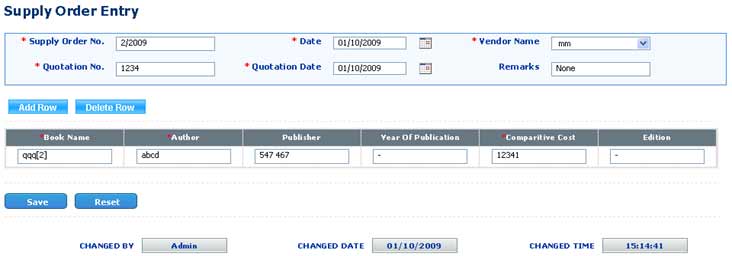 Supply Order Entry
* Supply Order No. 2/2009 * Date 01/10/2009 * Vendor Name mm
* Quotation No. 1234 * Quotation Date 01/10/2009 Remarks None
Add Row Delete Row
*Book Name *Author Publisher Year Of Publication *Comparitive Cost Edition
qqq[2] abcd 547 467 - 12341 -
Save Reset
CHANGED BY Admin CHANGED DATE 01/10/2009 CHANGED TIME 15:14:41